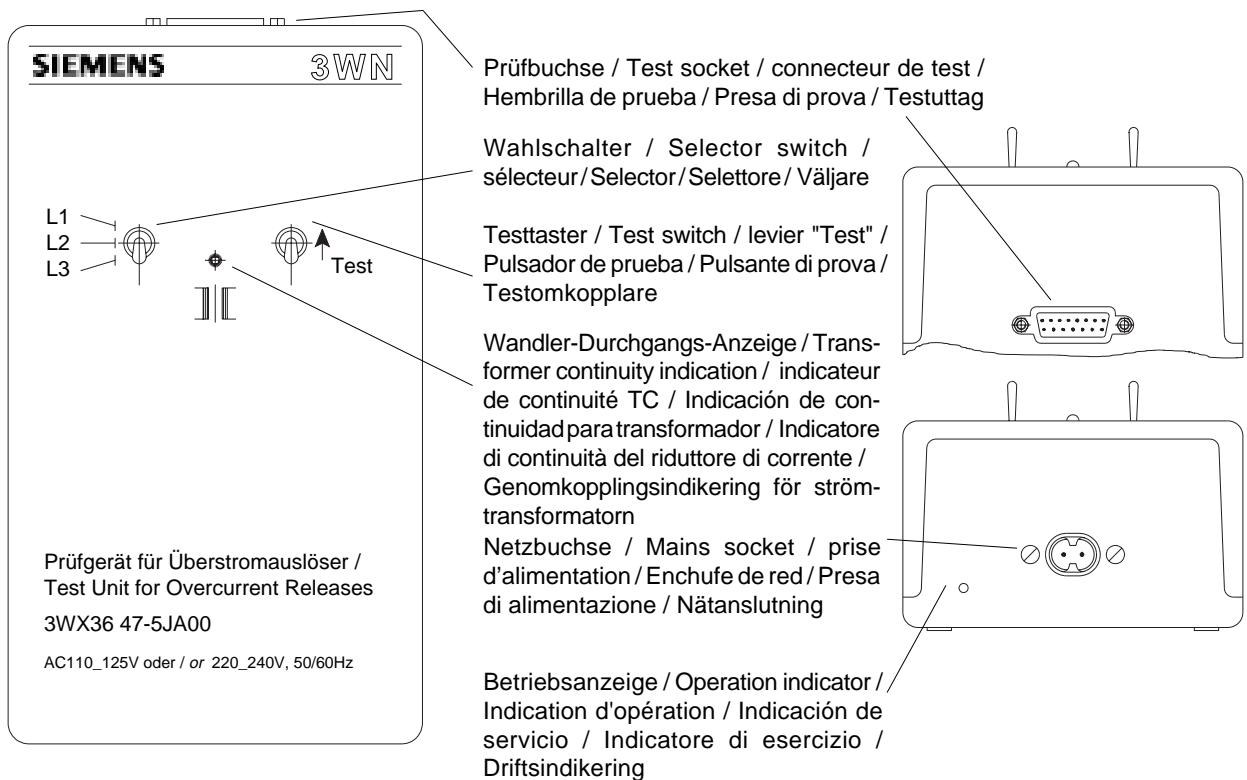 SIEMENS
3WN
L1
L2
L3
Test
Prüfgerät für Überstromauslöser /
Test Unit for Overcurrent Releases
3WX36 47-5JA00
AC110_125V oder / or 220_240V, 50/60Hz
Prüfbuchse / Test socket / connecteur de test /
Hembrilla de prueba / Presa di prova / Testuttag
Wahlschalter / Selector switch /
sélecteur / Selector / Selettore / Väljare
Testtaster / Test switch / levier "Test" /
Pulsador de prueba / Pulsante di prova /
Testomkopplare
Wandler-Durchgangs-Anzeige / Trans-
former continuity indication / indicateur
de continuité TC / Indicación de con-
tinuidad para transformador / Indicatore
di continuità del riduttore di corrente /
Genomkopplingsindikering för ström-
transformatorn
Netzbuchse / Mains socket / prise
d'alimentation / Enchufe de red / Presa
di alimentazione / Nätanslutning
Betriebsanzeige / Operation indicator /
Indication d'opération / Indicación de
servicio / Indicatore di esercizio /
Driftsindikering